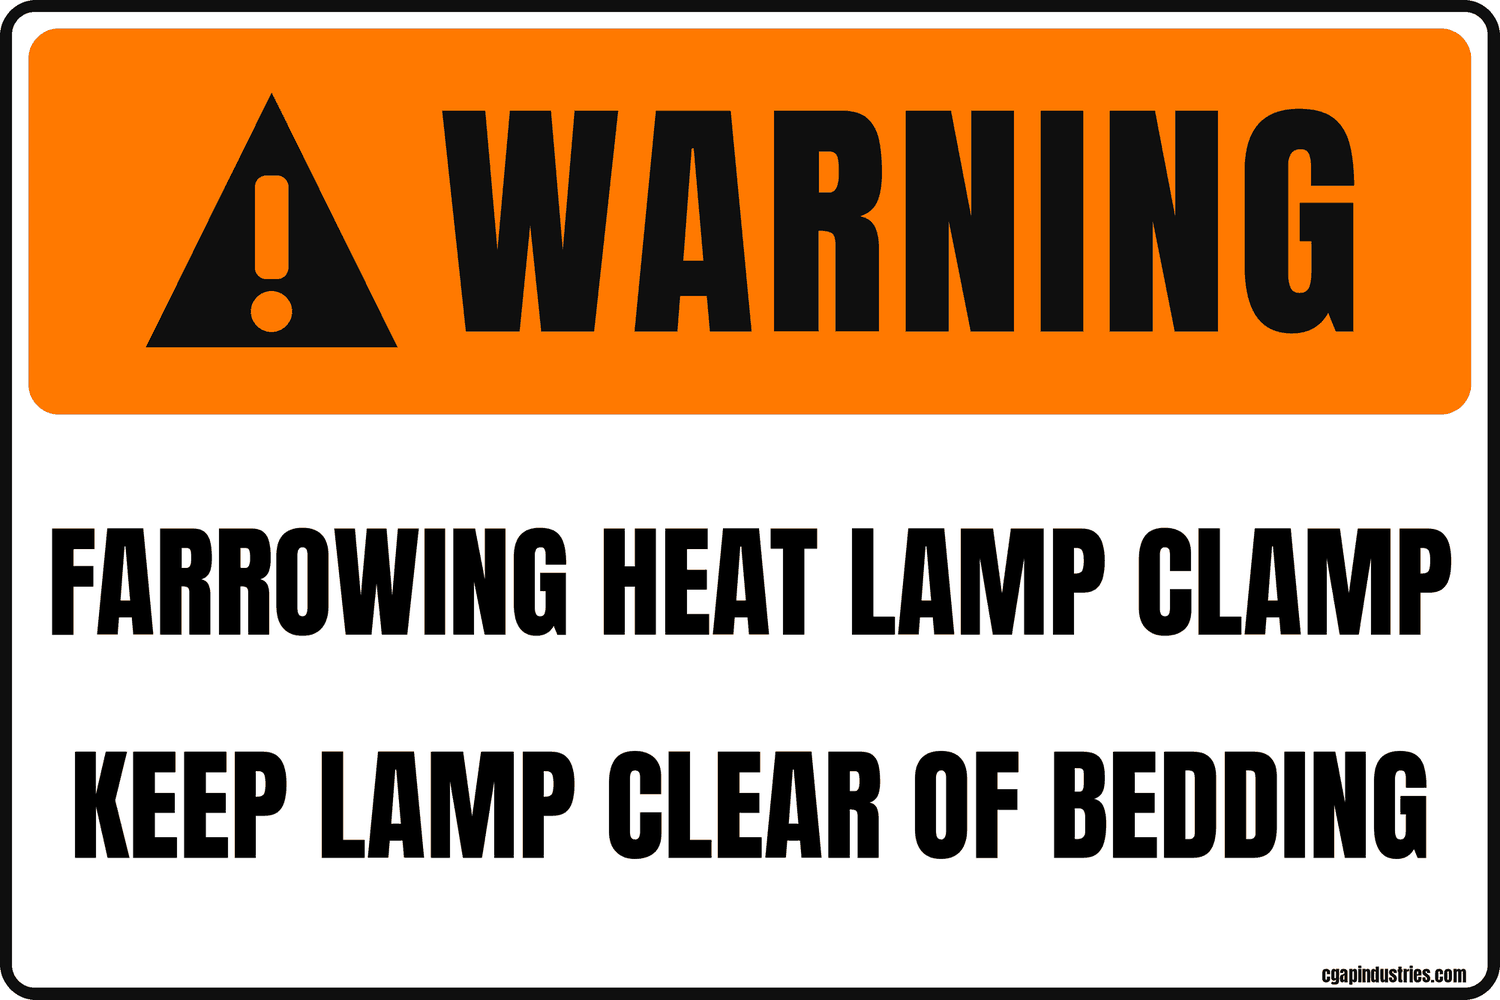 WARNING
FARROWING HEAT LAMP CLAMP
KEEP LAMP CLEAR OF BEDDING
cgapindustries.com